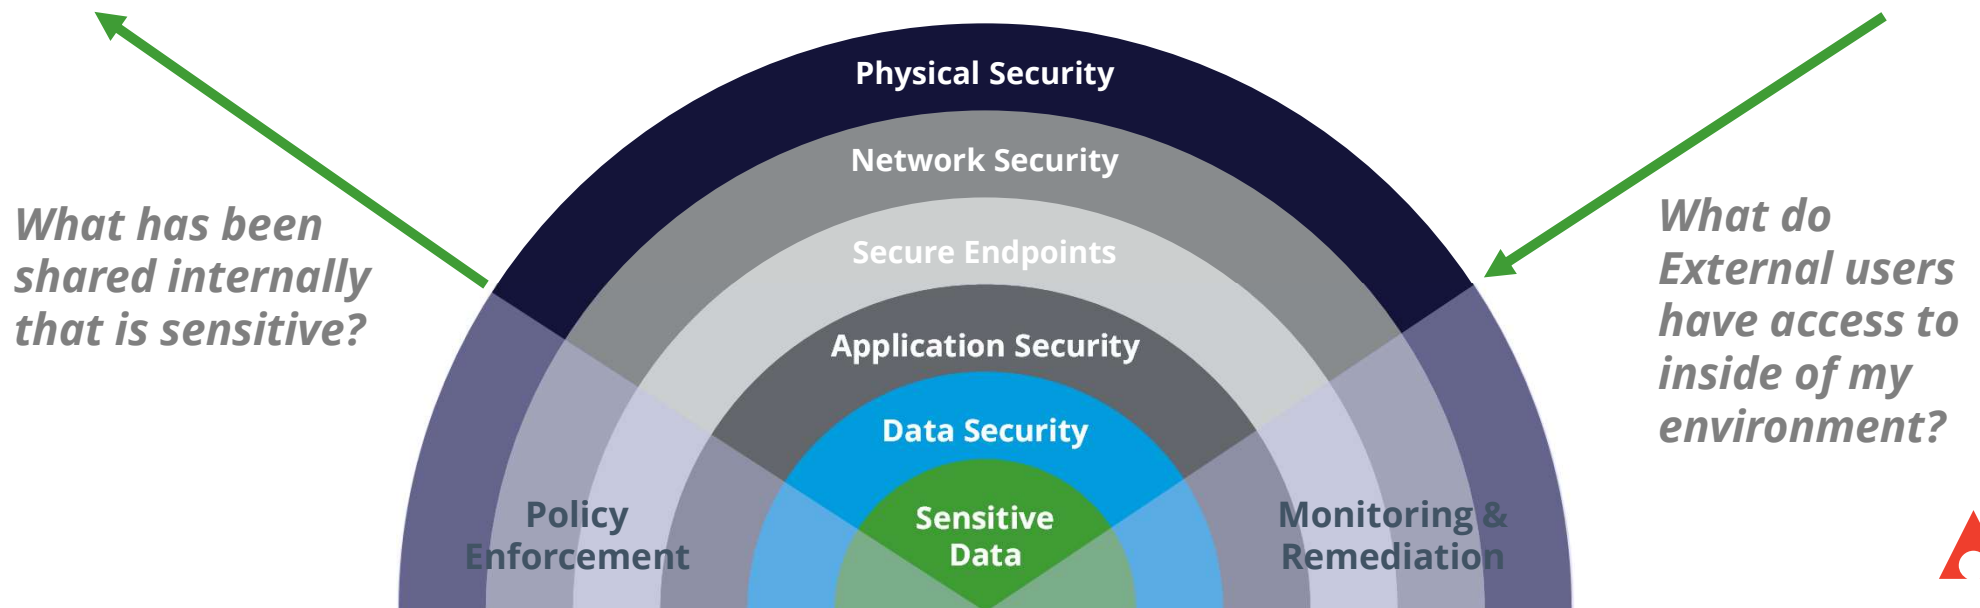 Physical Security
Network Security
Secure Endpoints
Application Security
Data Security
Sensitive
Data
What has been
shared internally
that is sensitive?
What do
External users
have access to
inside of my
environment?
Policy
Enforcement
Monitoring &
Remediation